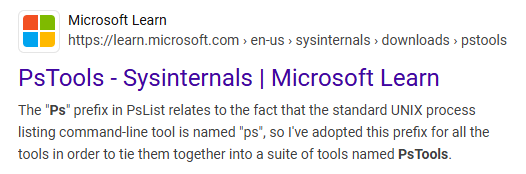 Microsoft Learn
https://learn.microsoft.com › en-us › sysinternals › downloads › pstools
PsTools - Sysinternals | Microsoft Learn
The "Ps" prefix in PsList relates to the fact that the standard UNIX process
listing command-line tool is named "ps", so I've adopted this prefix for all the
tools in order to tie them together into a suite of tools named PsTools.